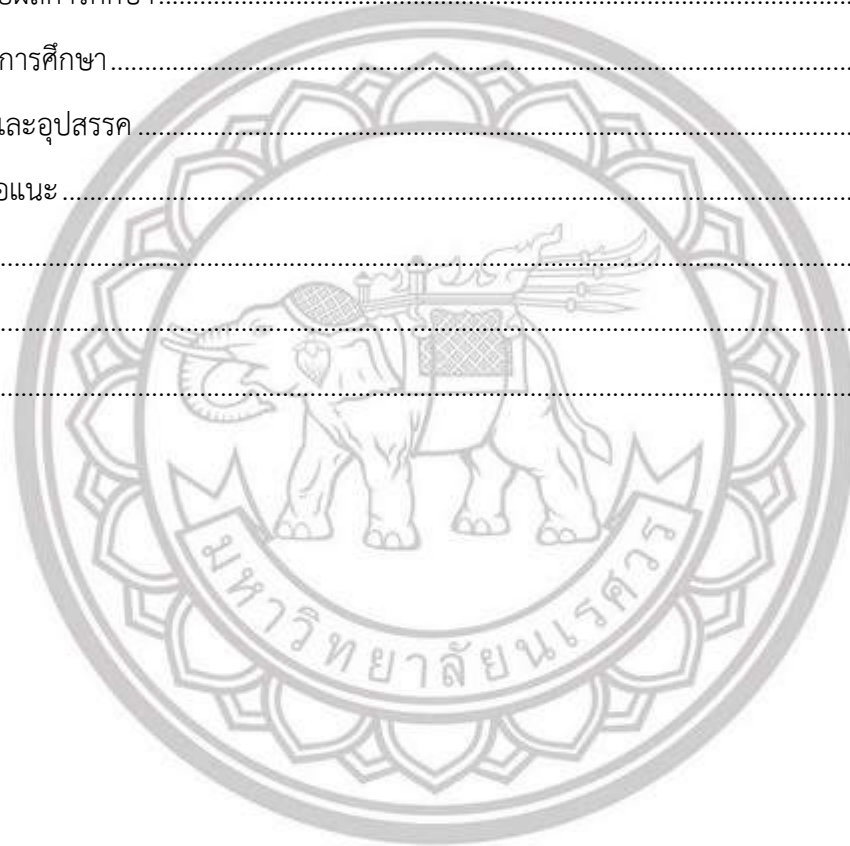 การศึกษา........................................
และอุปสรรค........................................
อแนะ........................................
........................................
........................................
........................................
มหาวิทยาลัยนเรศวร